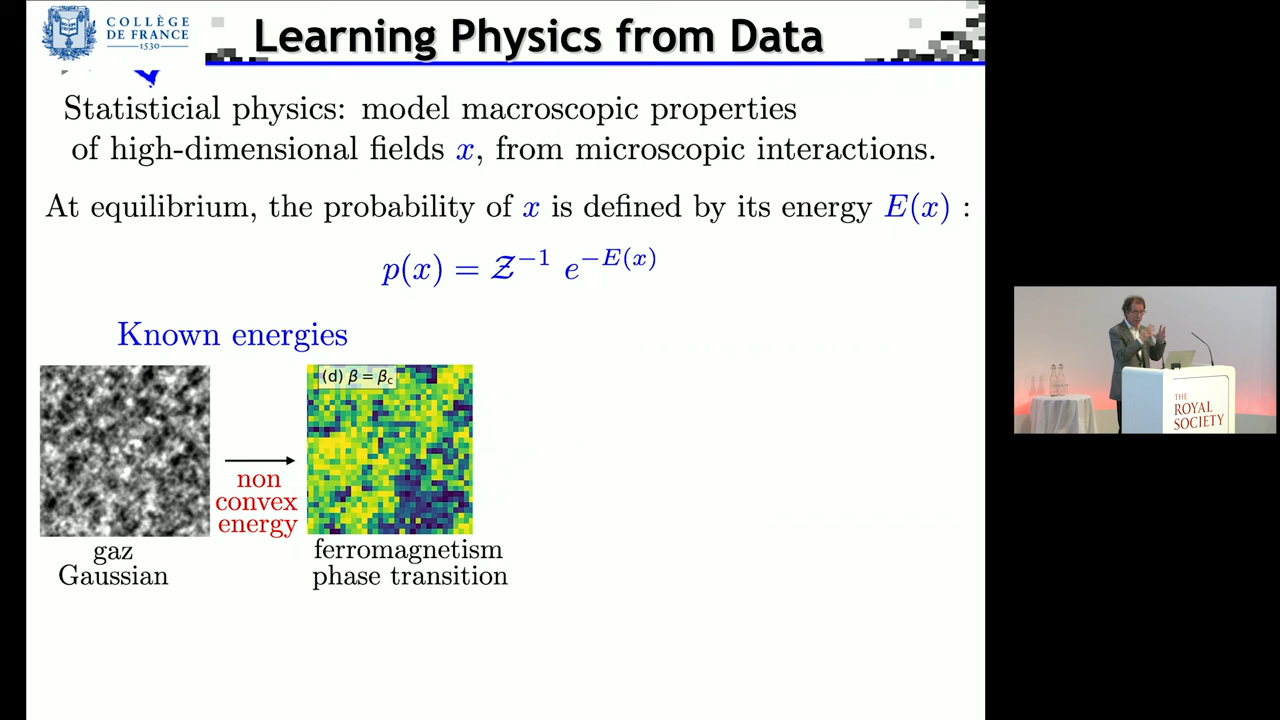 COLLÈGE
DE FRANCE
1530
Learning Physics from Data
Statisticial physics: model macroscopic properties
of high-dimensional fields x, from microscopic interactions.
At equilibrium, the probability of x is defined by its energy E(x) :
p(x) = Z⁻¹ e^{-E(x)}
Known energies
(d) β = βc
non
convex
energy
gaz
Gaussian
ferromagnetism
phase transition
THE
ROYAL
SOCIETY